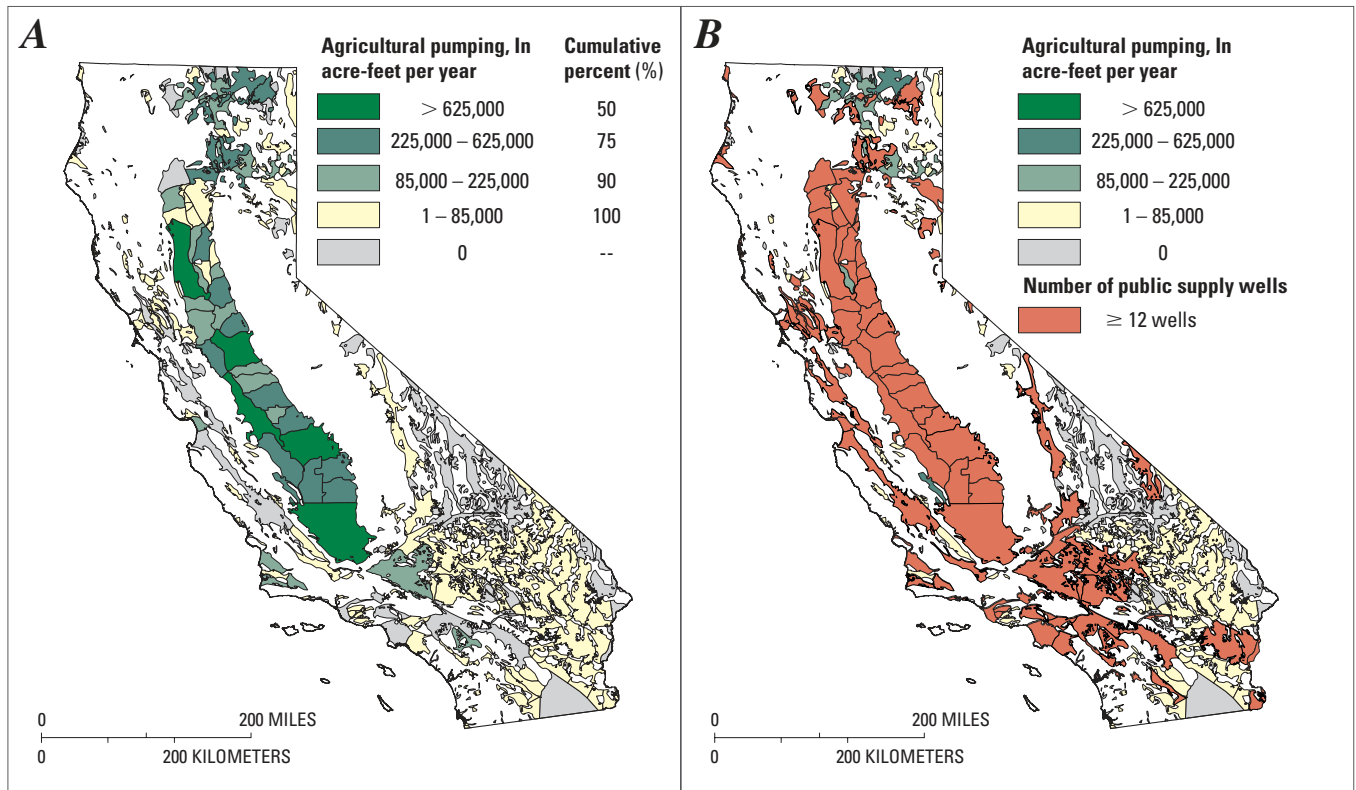 A
Agricultural pumping, In
acre-feet per year
Cumulative
percent (%)
> 625,000 50
225,000 – 625,000 75
85,000 – 225,000 90
1 – 85,000 100
0 --
0 200 MILES
0 200 KILOMETERS
B
Agricultural pumping, In
acre-feet per year
> 625,000
225,000 – 625,000
85,000 – 225,000
1 – 85,000
0
Number of public supply wells
≥ 12 wells
0 200 MILES
0 200 KILOMETERS